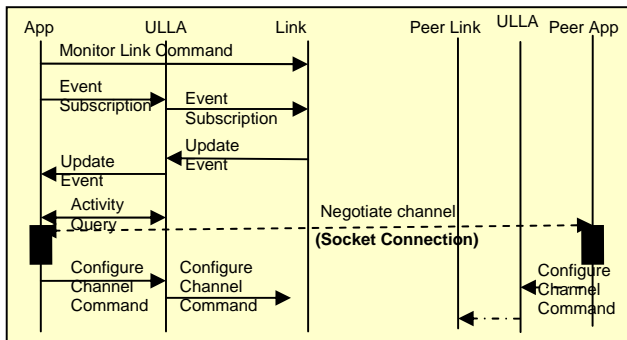 App ULLA Link Peer Link ULLA Peer App
Monitor Link Command
Event
Subscription
Event
Subscription
Update
Event
Update
Event
Activity
Query
Negotiate channel
(Socket Connection)
Configure
Channel
Command
Configure
Channel
Command
Configure
Channel
Command